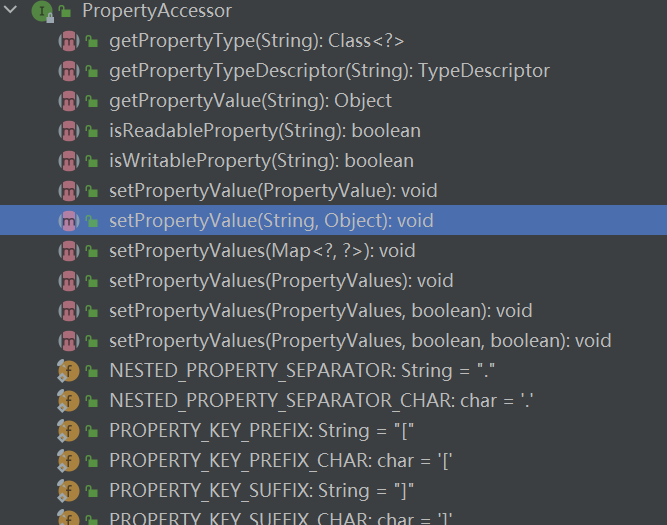 PropertyAccessor
getPropertyType(String): Class<?>
getPropertyTypeDescriptor(String): TypeDescriptor
getPropertyValue(String): Object
isReadableProperty(String): boolean
isWritableProperty(String): boolean
setPropertyValue(PropertyValue): void
setPropertyValue(String, Object): void
setPropertyValues(Map<?, ?>): void
setPropertyValues(PropertyValues): void
setPropertyValues(PropertyValues, boolean): void
setPropertyValues(PropertyValues, boolean, boolean): void
NESTED_PROPERTY_SEPARATOR: String = "."
NESTED_PROPERTY_SEPARATOR_CHAR: char = '.'
PROPERTY_KEY_PREFIX: String = "["
PROPERTY_KEY_PREFIX_CHAR: char = '['
PROPERTY_KEY_SUFFIX: String = "]"
PROPERTY_KEY_SUFFIX_CHAR: char = ']'